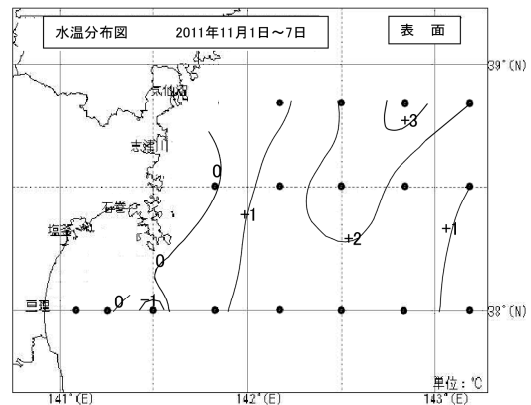 水温分布図 2011年11月1日～7日
表 面
39°(N)
気仙沼
+3
志津川
0
石巻
+1
+1
塩釜
+2
0
亘理
0
-1
38°(N)
単位：℃
141°(E)
142°(E)
143°(E)